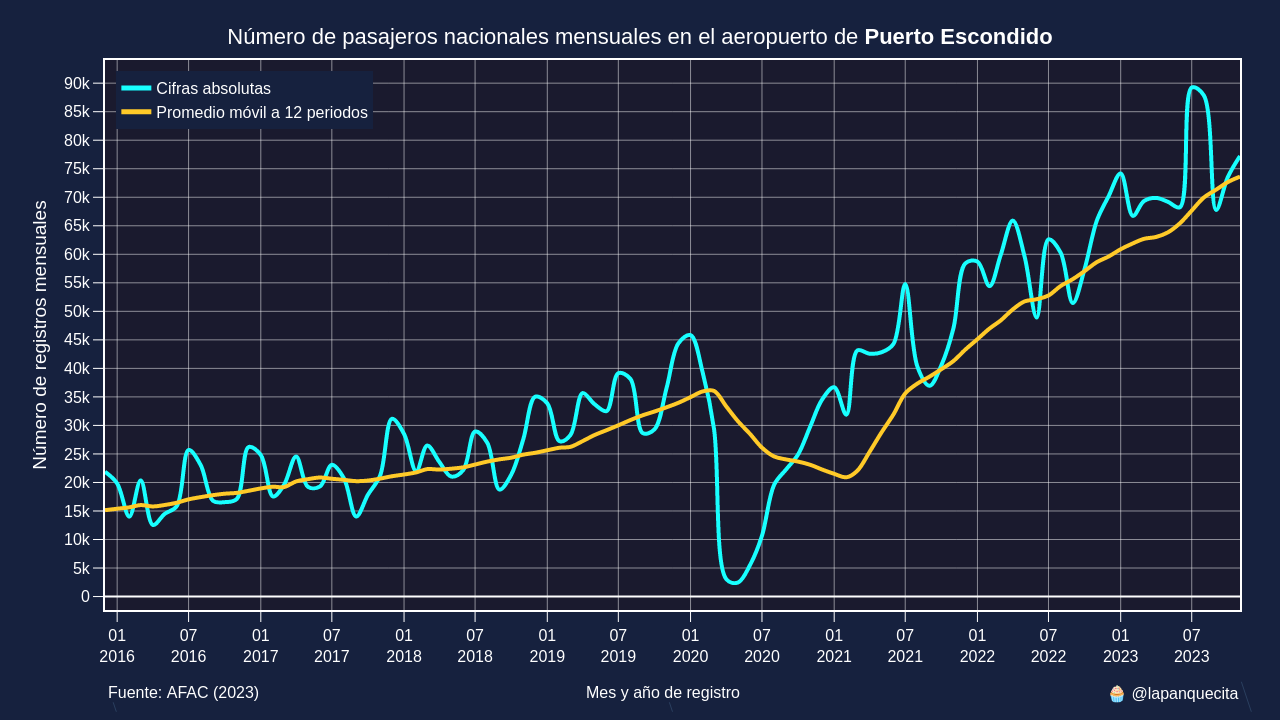 Número de pasajeros nacionales mensuales en el aeropuerto de Puerto Escondido
Cifras absolutas
Promedio móvil a 12 periodos
Número de registros mensuales
90k
85k
80k
75k
70k
65k
60k
55k
50k
45k
40k
35k
30k
25k
20k
15k
10k
5k
0
01 07 01 07 01 07 01 07 01 07 01 07 01 07 01 07
2016 2016 2017 2017 2018 2018 2019 2019 2020 2020 2021 2021 2022 2022 2023 2023
Fuente: AFAC (2023) Mes y año de registro 🧁 @lapanquecita